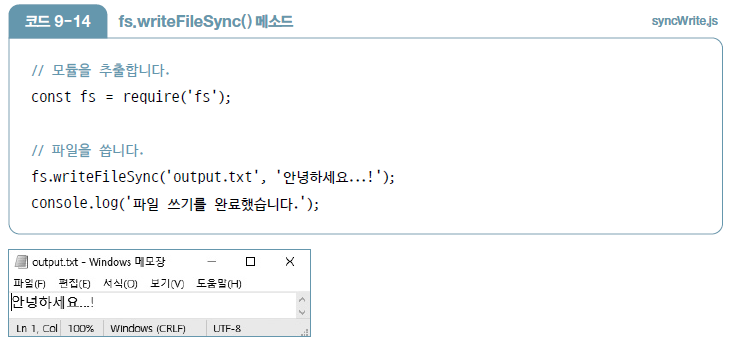 코드 9-14 fs.writeFileSync() 메소드 syncWrite.js
// 모듈을 추출합니다.
const fs = require('fs');
// 파일을 씁니다.
fs.writeFileSync('output.txt', '안녕하세요...!');
console.log('파일 쓰기를 완료했습니다.');
output.txt - Windows 메모장
파일(F) 편집(E) 서식(O) 보기(V) 도움말(H)
안녕하세요...!
Ln 1, Col 100% Windows (CRLF) UTF-8